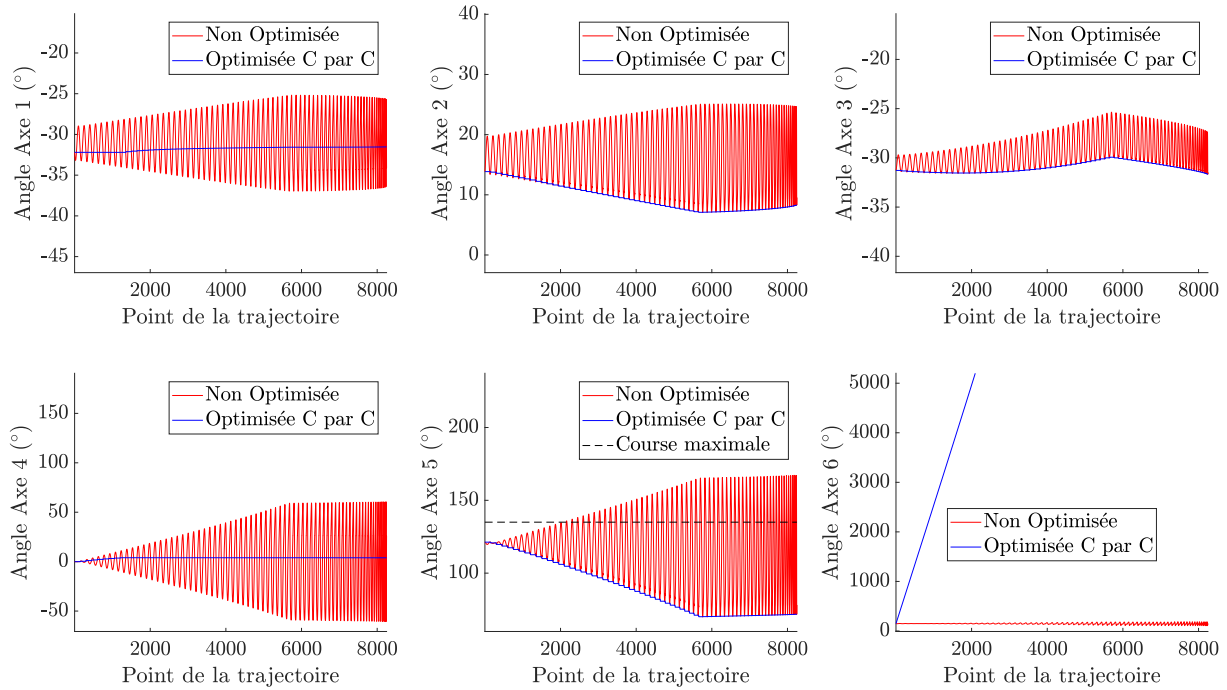 Non Optimisée
Optimisée C par C
-20
-25
-30
-35
-40
-45
Angle Axe 1 (°)
2000 4000 6000 8000
Point de la trajectoire
Non Optimisée
Optimisée C par C
40
30
20
10
0
Angle Axe 2 (°)
2000 4000 6000 8000
Point de la trajectoire
Non Optimisée
Optimisée C par C
-20
-25
-30
-35
-40
Angle Axe 3 (°)
2000 4000 6000 8000
Point de la trajectoire
Non Optimisée
Optimisée C par C
150
100
50
0
-50
Angle Axe 4 (°)
2000 4000 6000 8000
Point de la trajectoire
Non Optimisée
Optimisée C par C
Course maximale
200
150
100
Angle Axe 5 (°)
2000 4000 6000 8000
Point de la trajectoire
5000
4000
3000
2000
1000
0
Angle Axe 6 (°)
Non Optimisée
Optimisée C par C
2000 4000 6000 8000
Point de la trajectoire